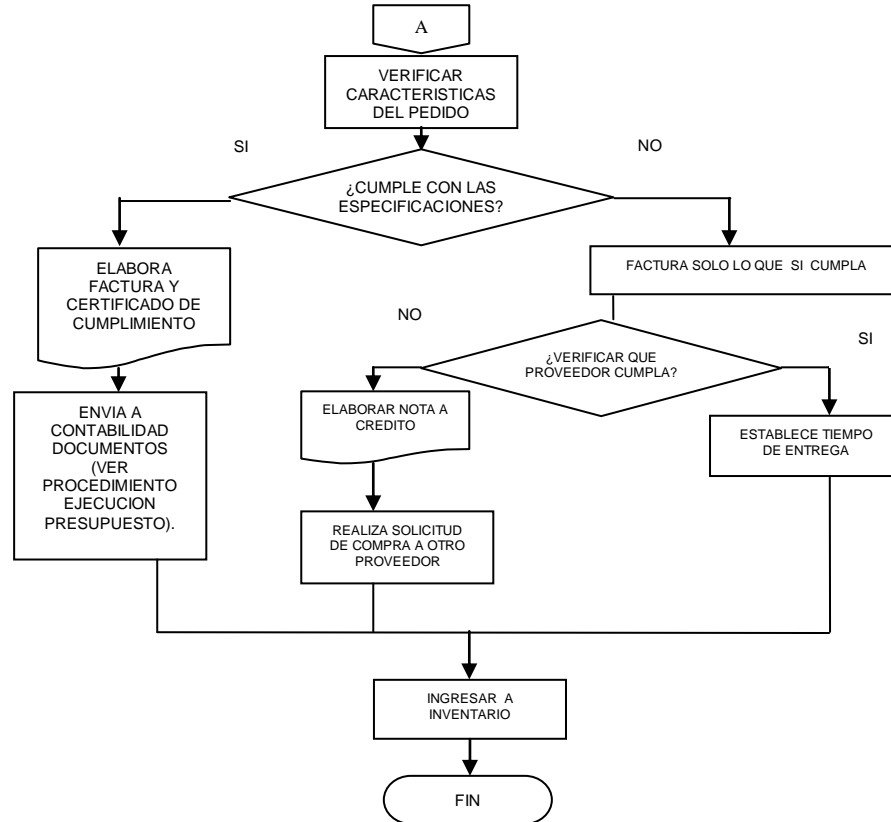 A
VERIFICAR
CARACTERISTICAS
DEL PEDIDO
SI
NO
¿CUMPLE CON LAS
ESPECIFICACIONES?
ELABORA
FACTURA Y
CERTIFICADO DE
CUMPLIMIENTO
FACTURA SOLO LO QUE SI CUMPLA
NO
SI
¿VERIFICAR QUE
PROVEEDOR CUMPLA?
ENVIA A
CONTABILIDAD
DOCUMENTOS
(VER
PROCEDIMIENTO
EJECUCION
PRESUPUESTO).
ELABORAR NOTA A
CREDITO
ESTABLECE TIEMPO
DE ENTREGA
REALIZA SOLICITUD
DE COMPRA A OTRO
PROVEEDOR
INGRESAR A
INVENTARIO
FIN